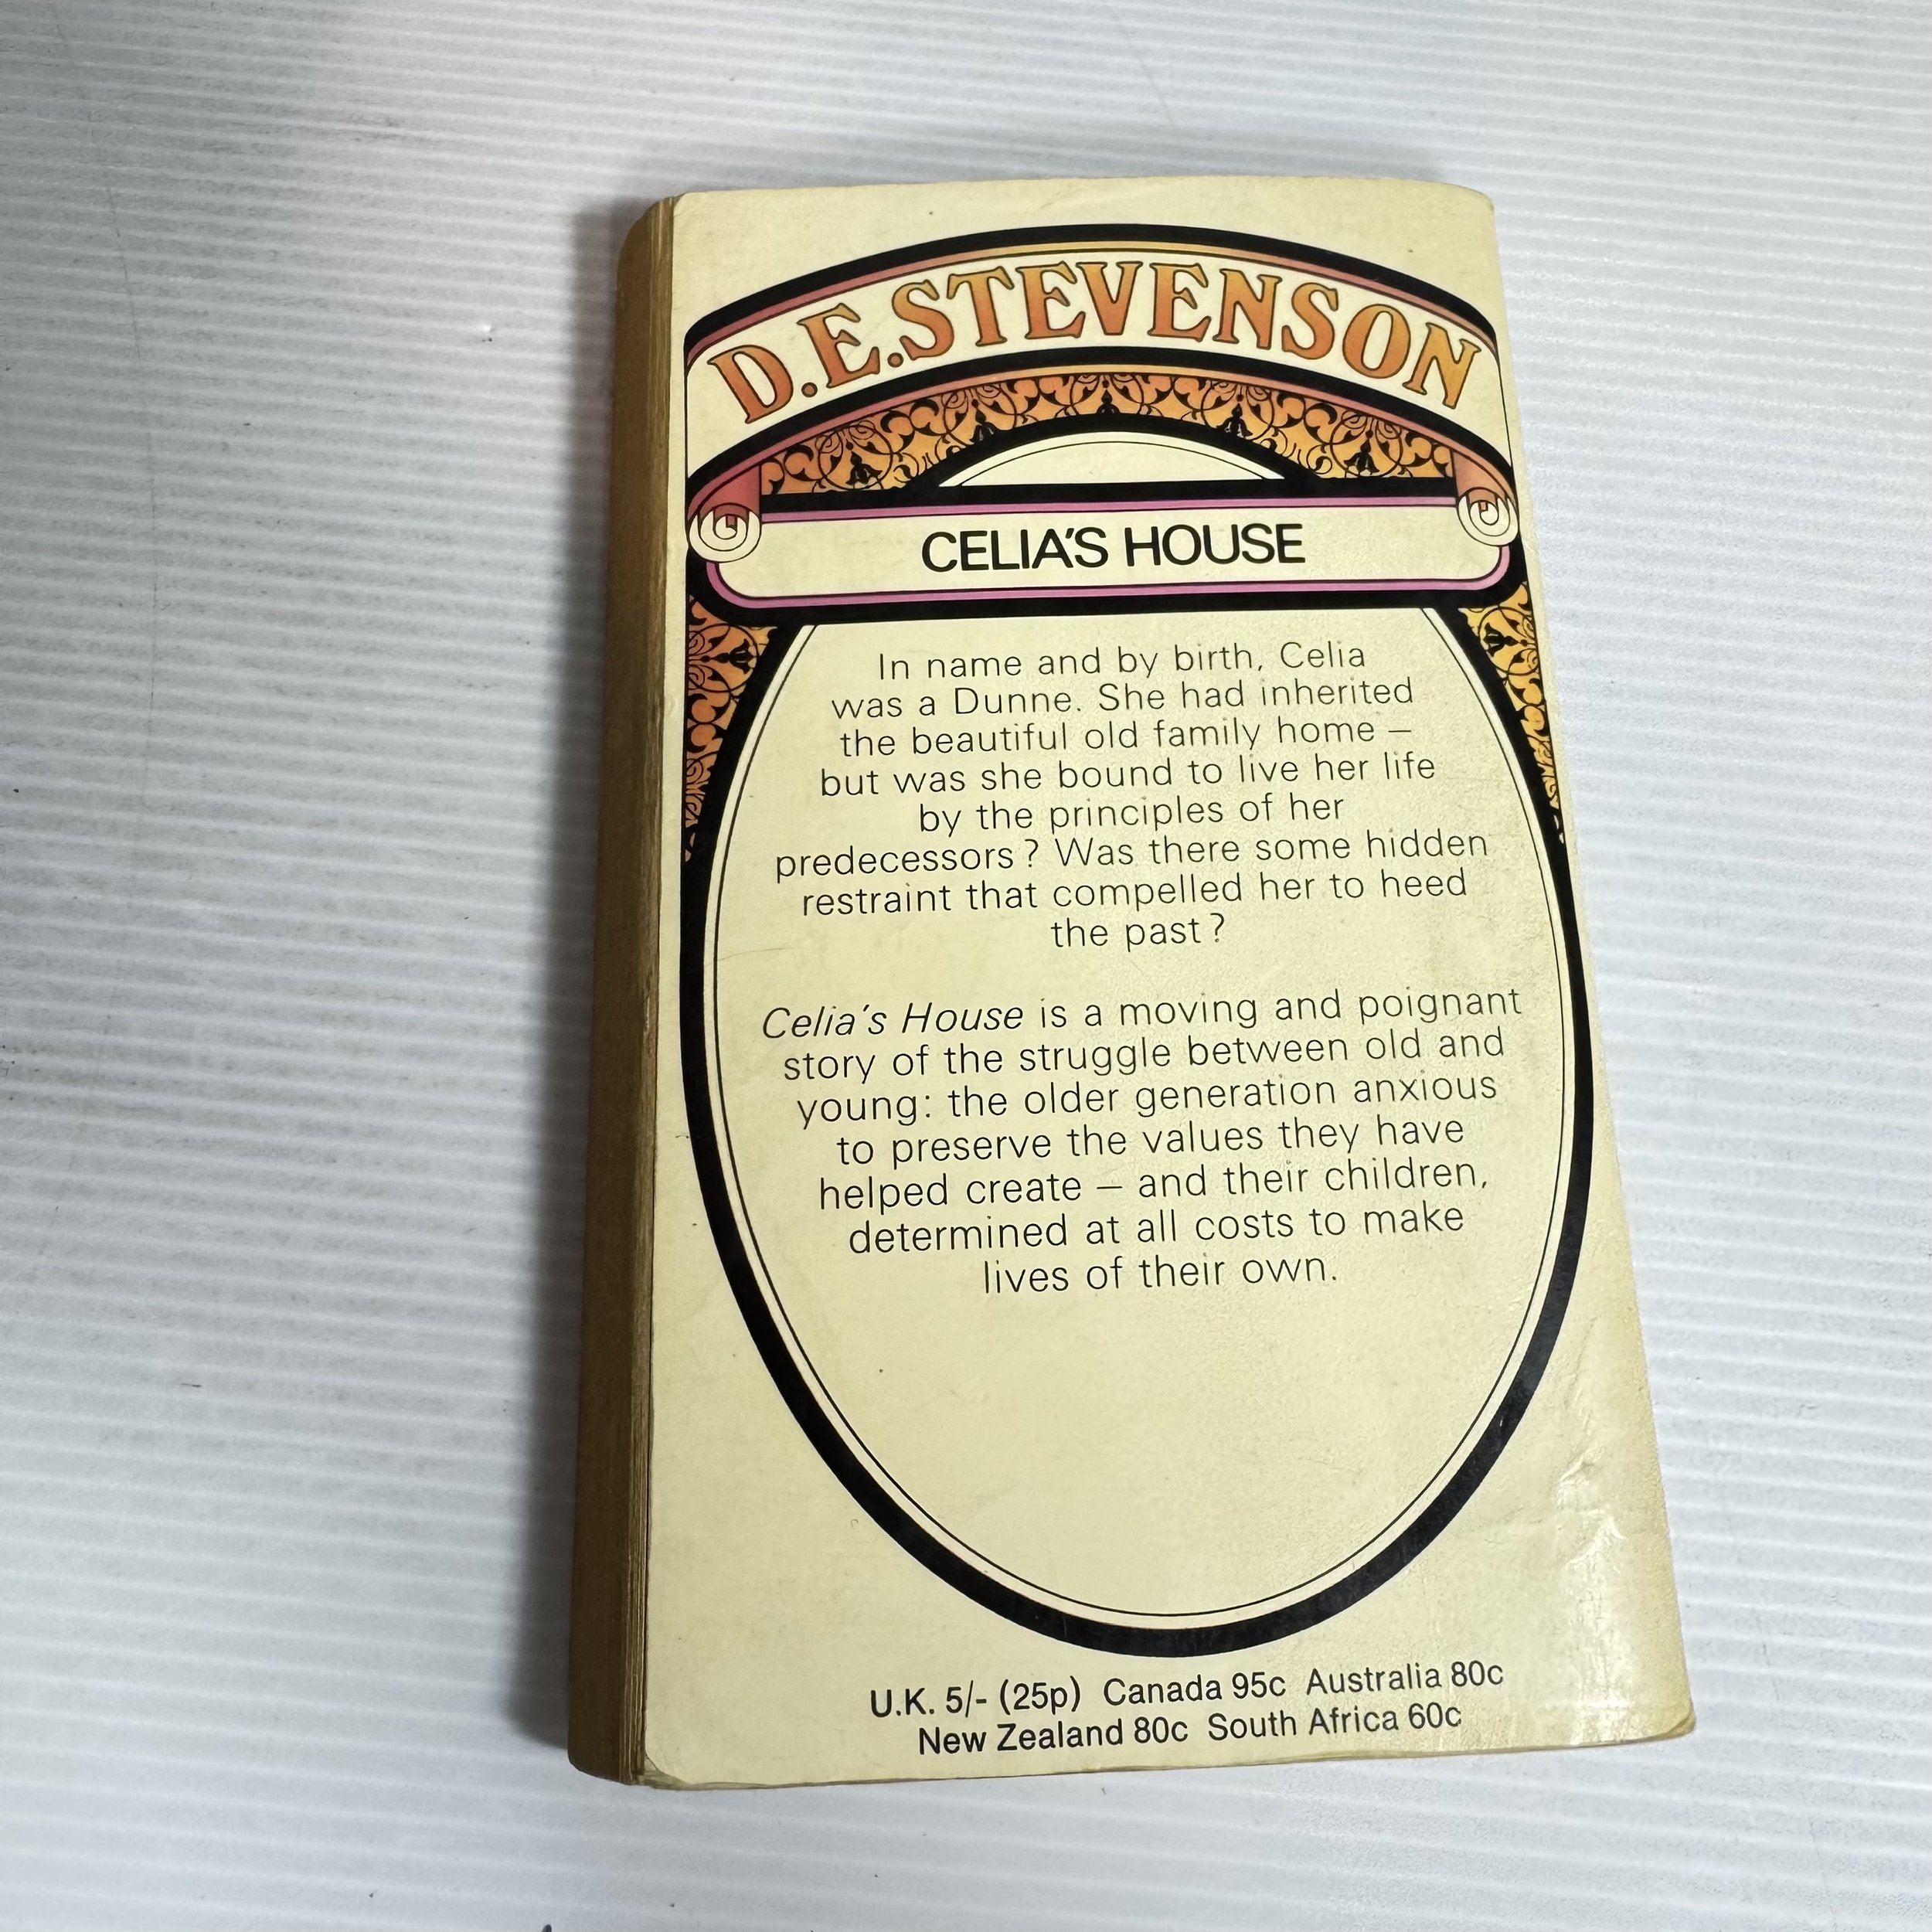 D.E.STEVENSON
CELIA'S HOUSE
In name and by birth, Celia
was a Dunne. She had inherited
the beautiful old family home –
but was she bound to live her life
by the principles of her
predecessors? Was there some hidden
restraint that compelled her to heed
the past?
Celia's House is a moving and poignant
story of the struggle between old and
young: the older generation anxious
to preserve the values they have
helped create – and their children,
determined at all costs to make
lives of their own.
U.K. 5/- (25p) Canada 95c Australia 80c
New Zealand 80c South Africa 60c